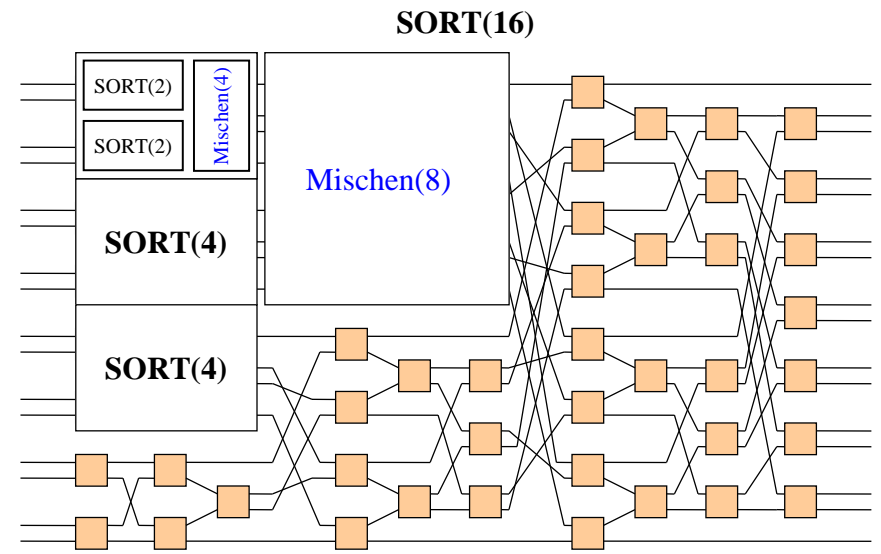 SORT(16)
SORT(2)
SORT(2)
Mischen(4)
Mischen(8)
SORT(4)
SORT(4)